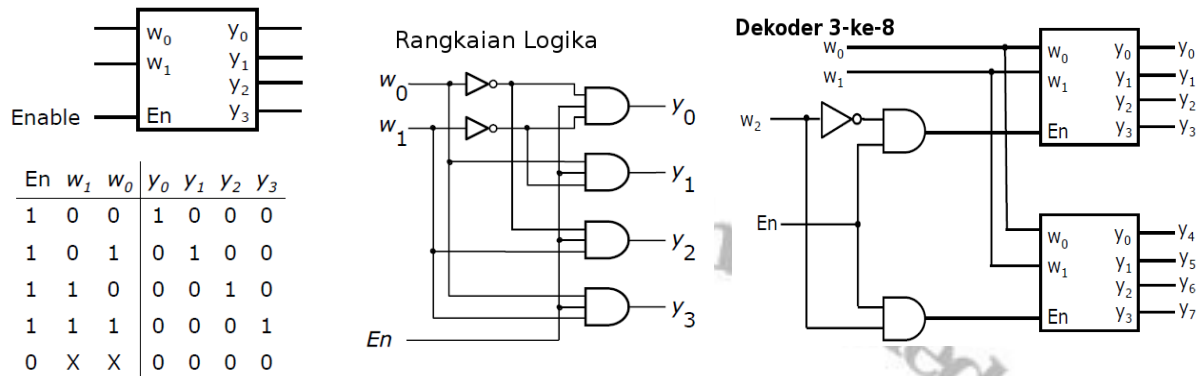 w0 y0
w1 y1
y2
Enable En y3
En w1 w0 y0 y1 y2 y3
1 0 0 1 0 0 0
1 0 1 0 1 0 0
1 1 0 0 0 1 0
1 1 1 0 0 0 1
0 X X 0 0 0 0
Rangkaian Logika
w0
w1
y0
y1
y2
y3
En
Dekoder 3-ke-8
w0 w0 y0 y0
w1 w1 y1 y1
y2 y2
w2 En y3 y3
En
w0 y0 y4
w1 y1 y5
y2 y6
En y3 y7